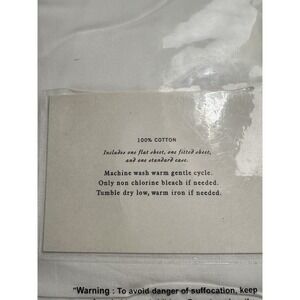 100% COTTON
Includes one flat sheet, one fitted sheet,
and one standard case.
Machine wash warm gentle cycle.
Only non chlorine bleach if needed.
Tumble dry low, warm iron if needed.
"Warning : To avoid danger of suffocation, keep